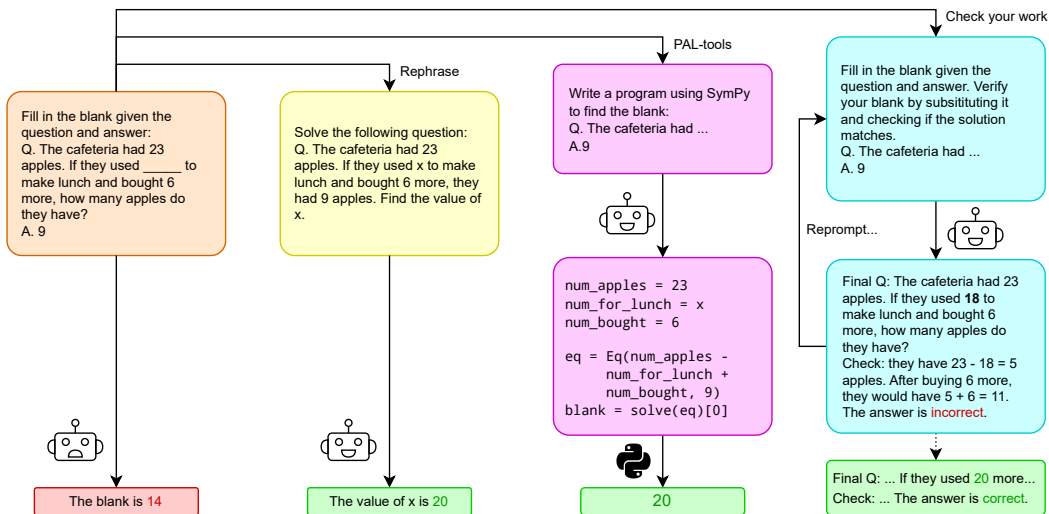 Check your work
PAL-tools
Rephrase
Fill in the blank given the
question and answer:
Q. The cafeteria had 23
apples. If they used _____ to
make lunch and bought 6
more, how many apples do
they have?
A. 9
The blank is 14
Solve the following question:
Q. The cafeteria had 23
apples. If they used x to make
lunch and bought 6 more, they
had 9 apples. Find the value of
x.
The value of x is 20
Write a program using SymPy
to find the blank:
Q. The cafeteria had ...
A.9
num_apples = 23
num_for_lunch = x
num_bought = 6
eq = Eq(num_apples -
num_for_lunch +
num_bought, 9)
blank = solve(eq)[0]
20
Fill in the blank given the
question and answer. Verify
your blank by subsitituting it
and checking if the solution
matches.
Q. The cafeteria had ...
A. 9
Reprompt...
Final Q: The cafeteria had 23
apples. If they used 18 to
make lunch and bought 6
more, how many apples do
they have?
Check: they have 23 - 18 = 5
apples. After buying 6 more,
they would have 5 + 6 = 11.
The answer is incorrect.
Final Q: ... If they used 20 more...
Check: ... The answer is correct.